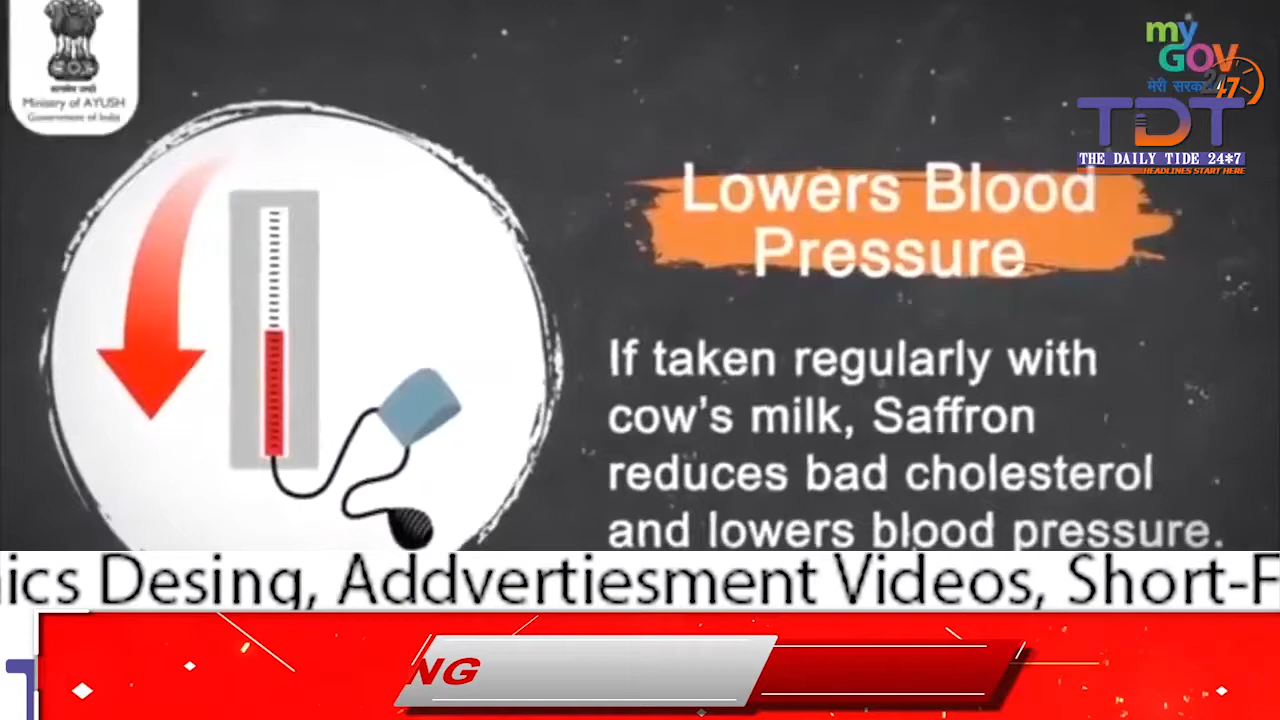 Ministry of AYUSH
Government of India
my
GOV
मेरी सरकार
24*7
TDT
THE DAILY TIDE 24*7
HEADLINES START HERE
Lowers Blood
Pressure
If taken regularly with
cow's milk, Saffron
reduces bad cholesterol
and lowers blood pressure.
ics Desing, Addvertiesment Videos, Short-F
NG